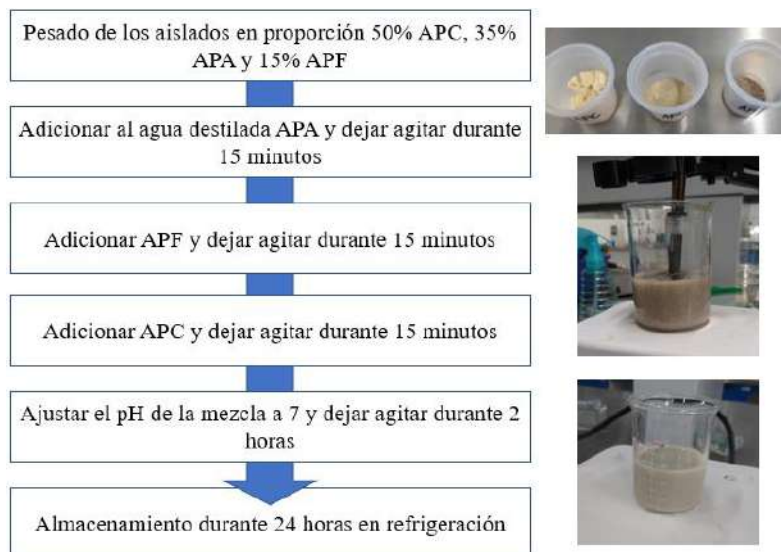 Pesado de los aislados en proporción 50% APC, 35%
APA y 15% APF
Adicionar al agua destilada APA y dejar agitar durante
15 minutos
Adicionar APF y dejar agitar durante 15 minutos
Adicionar APC y dejar agitar durante 15 minutos
Ajustar el pH de la mezcla a 7 y dejar agitar durante 2
horas
Almacenamiento durante 24 horas en refrigeración